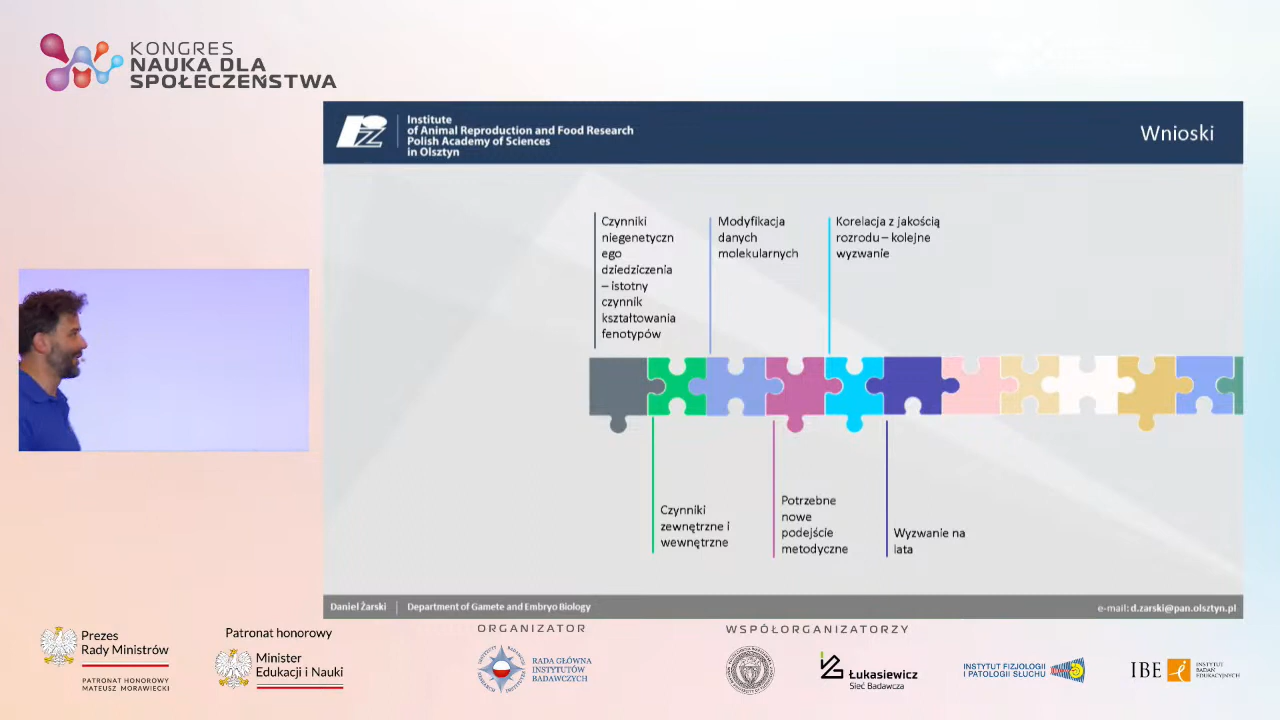 KONGRES
NAUKA DLA
SPOŁECZEŃSTWA
Institute
of Animal Reproduction and Food Research
Polish Academy of Sciences
in Olsztyn
Wnioski
Czynniki
niegenetyczn
ego
dziedziczenia
– istotny
czynnik
kształtowania
fenotypów
Modyfikacja
danych
molekularnych
Korelacja z jakością
rozrodu – kolejne
wyzwanie
Czynniki
zewnętrzne i
wewnętrzne
Potrzebne
nowe
podejście
metodyczne
Wyzwanie na
lata
Daniel Żarski
Department of Gamete and Embryo Biology
e-mail: d.zarski@pan.olsztyn.pl
Prezes
Rady Ministrów
PATRONAT HONOROWY
MATEUSZ MORAWIECKI
Patronat honorowy
Minister
Edukacji i Nauki
ORGANIZATOR
RADA GŁÓWNA
INSTYTUTÓW
BADAWCZYCH
WSPÓŁORGANIZATORZY
Łukasiewicz
Sieć Badawcza
INSTYTUT FIZJOLOGII
I PATOLOGII SŁUCHU
IBE
INSTYTUT
BADAŃ
EDUKACYJNYCH